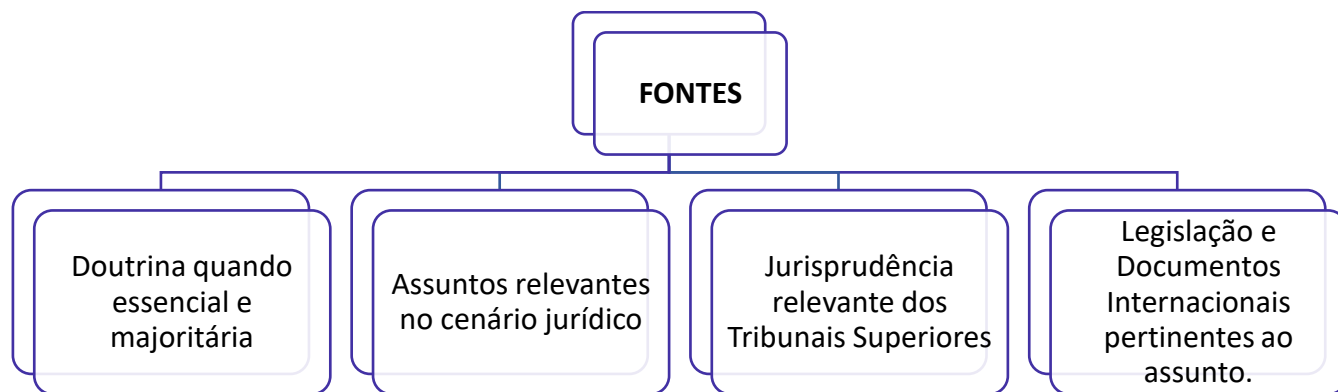 FONTES
Doutrina quando
essencial e
majoritária
Assuntos relevantes
no cenário jurídico
Jurisprudência
relevante dos
Tribunais Superiores
Legislação e
Documentos
Internacionais
pertinentes ao
assunto.